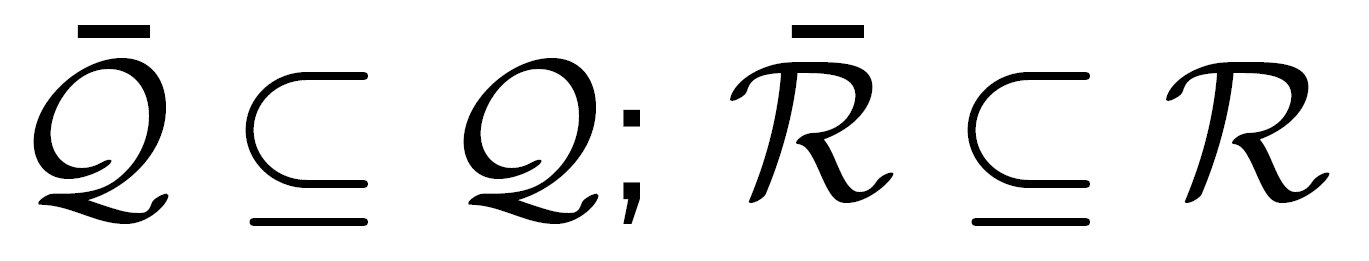 𝒬̄ ⊆ 𝒬; ℛ̄ ⊆ ℛ